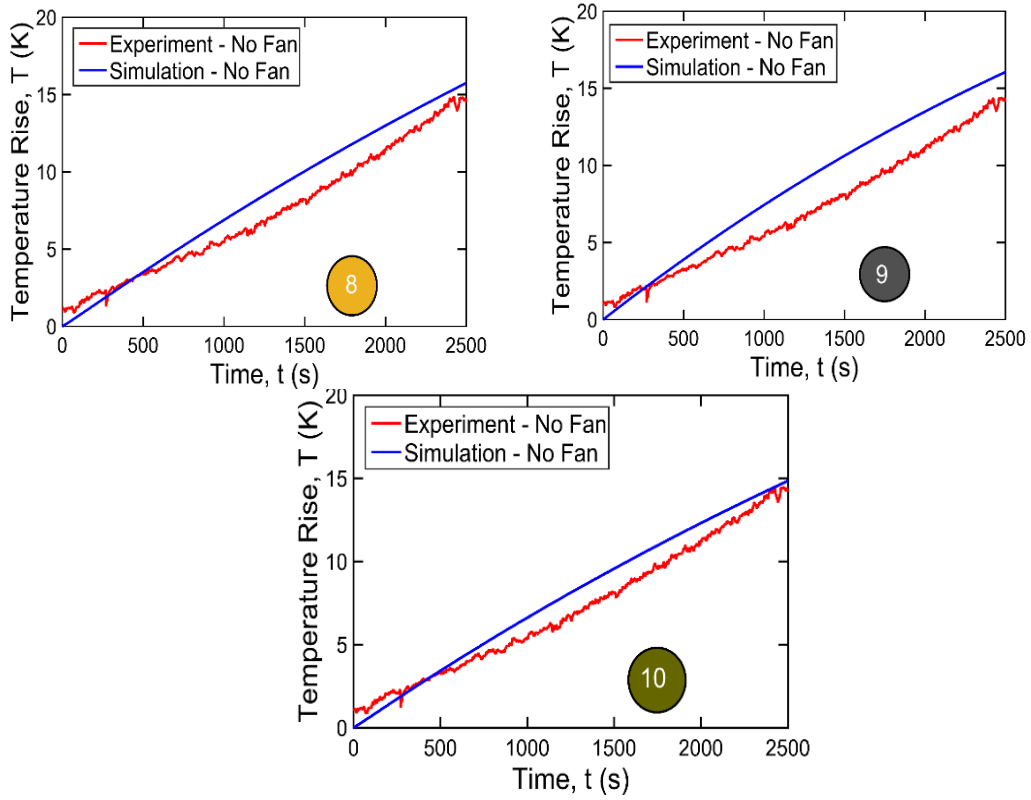 Temperature Rise, T (K)
20
15
10
5
0
Experiment - No Fan
Simulation - No Fan
8
0 500 1000 1500 2000 2500
Time, t (s)
Temperature Rise, T (K)
20
15
10
5
0
Experiment - No Fan
Simulation - No Fan
9
0 500 1000 1500 2000 2500
Time, t (s)
Temperature Rise, T (K)
20
15
10
5
0
Experiment - No Fan
Simulation - No Fan
10
0 500 1000 1500 2000 2500
Time, t (s)